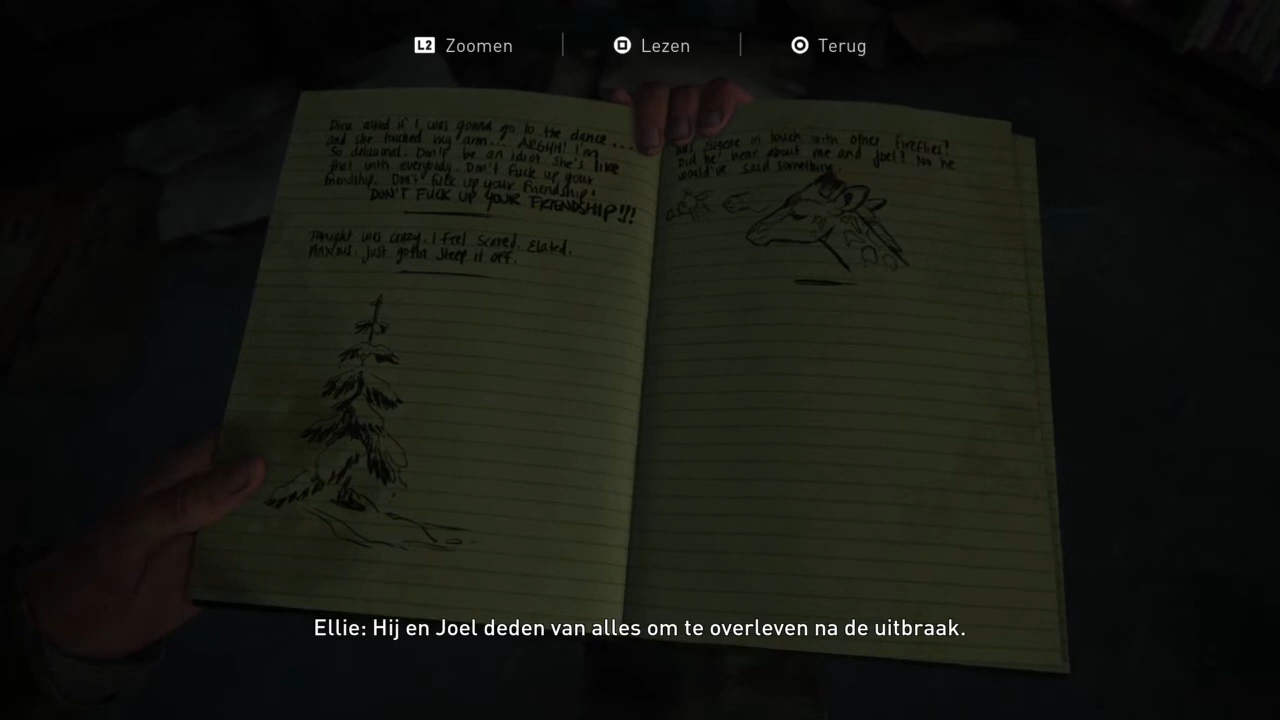 L2 Zoomen
Lezen
Terug
Dina asked if I was gonna go to the dance....
and she touched my arm... ARGHH! I'm
so delusional. Don't be an idiot she's like
that with everybody. Don't fuck up your
friendship. Don't fuck up your friendship!
DON'T FUCK UP YOUR FRIENDSHIP!!!
Tonight was crazy. I feel scared. Elated.
Anxious. Just gotta sleep it off.
Was Eugene in touch with other fireflies?
Did he hear about me and Joel? No he
would've said something.
Ellie: Hij en Joel deden van alles om te overleven na de uitbraak.